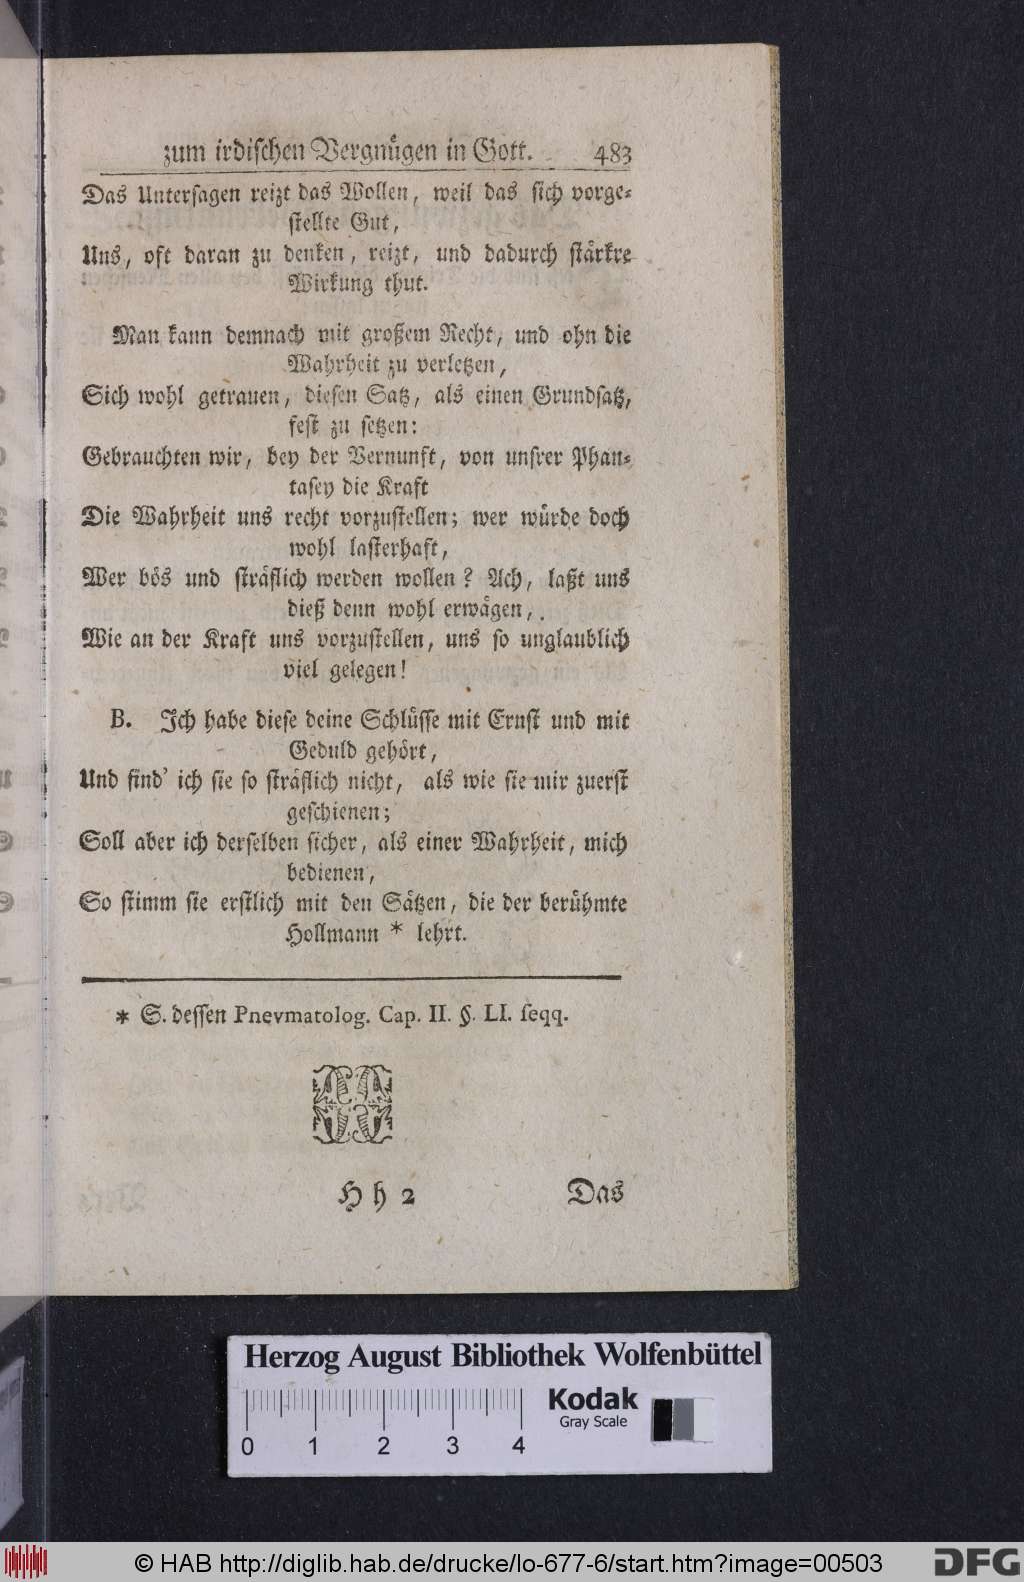 zum irdischen Vergnügen in Gott. 483
Das Untersagen reizt das Wollen, weil das sich vorge-
stellte Gut,
Uns, oft daran zu denken, reizt, und dadurch stärkre
Wirkung thut.
Man kann demnach mit großem Recht, und ohn die
Wahrheit zu verletzen,
Sich wohl getrauen, diesen Satz, als einen Grundsatz,
fest zu setzen:
Gebrauchten wir, bey der Vernunft, von unsrer Phan-
tasey die Kraft
Die Wahrheit uns recht vorzustellen; wer würde doch
wohl lasterhaft,
Wer bös und sträflich werden wollen? Ach, laßt uns
dieß denn wohl erwägen,
Wie an der Kraft uns vorzustellen, uns so unglaublich
viel gelegen!
B. Ich habe diese deine Schlüsse mit Ernst und mit
Geduld gehört,
Und find' ich sie so sträflich nicht, als wie sie mir zuerst
geschienen;
Soll aber ich derselben sicher, als einer Wahrheit, mich
bedienen,
So stimm sie erstlich mit den Sätzen, die der berühmte
Hollmann * lehrt.
* S. dessen Pnevmatolog. Cap. II. §. LI. seqq.
Hh 2 Das
Herzog August Bibliothek Wolfenbüttel
Kodak
Gray Scale
0 1 2 3 4
© HAB http://diglib.hab.de/drucke/lo-677-6/start.htm?image=00503
DFG